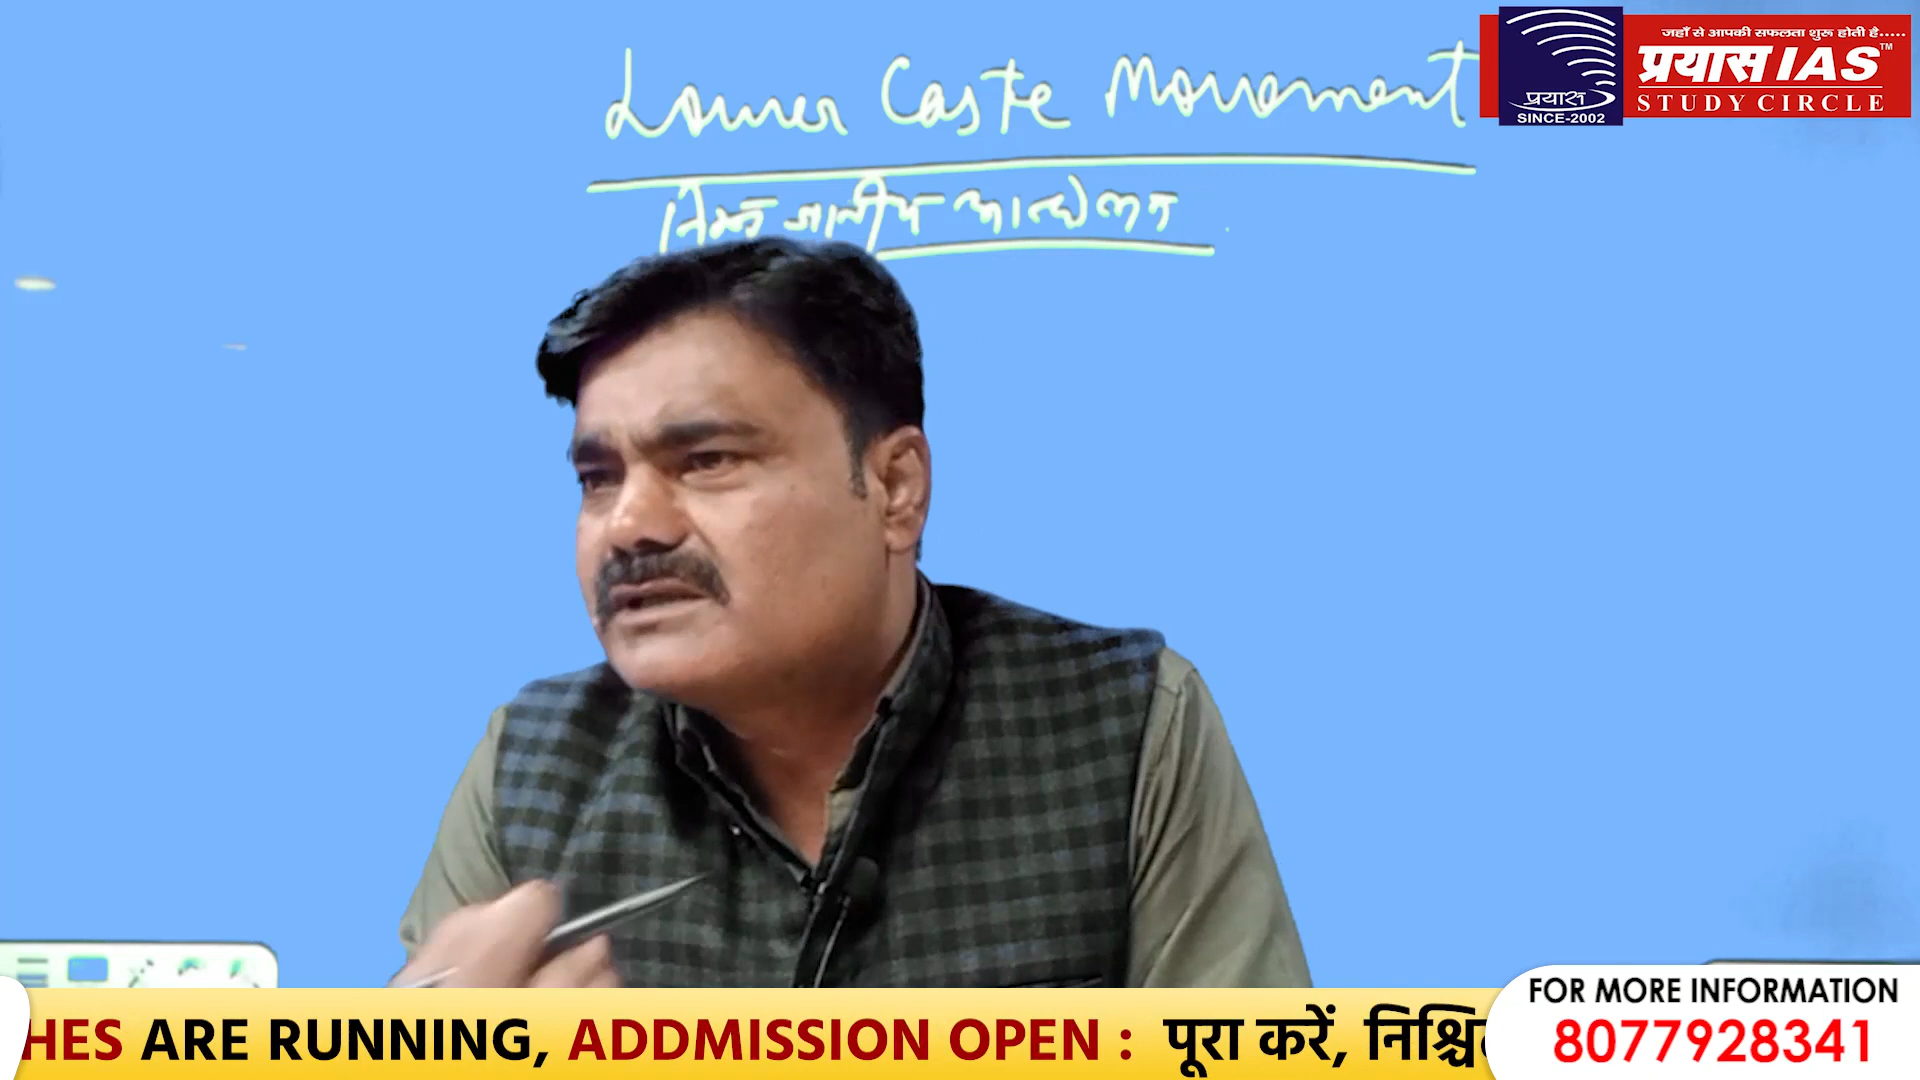 Lower Caste Movement
निम्न जातीय आन्दोलन
जहाँ से आपकी सफलता शुरू होती है.....
प्रयास IAS™
STUDY CIRCLE
प्रयास
SINCE-2002
HES ARE RUNNING, ADDMISSION OPEN : पूरा करें,
FOR MORE INFORMATION
8077928341